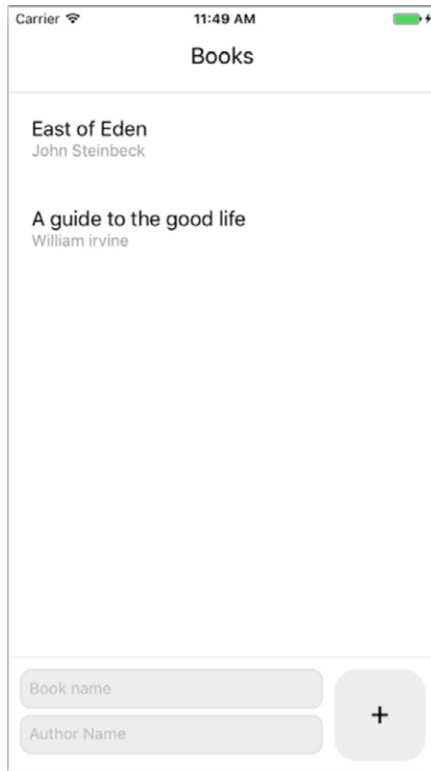 Carrier 11:49 AM
Books
East of Eden
John Steinbeck
A guide to the good life
William irvine
Book name
Author Name
+